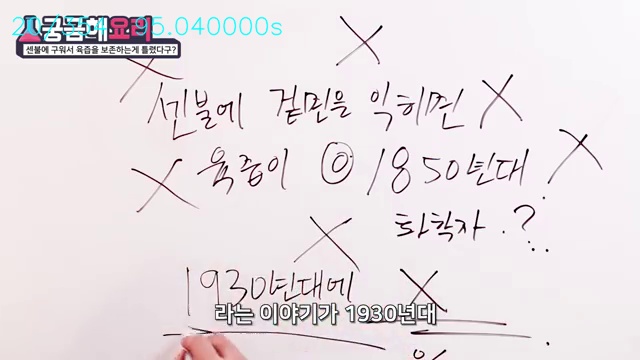 20/354 95.040000s
궁금해요리
센불에 구워서 육즙을 보존하는게 틀렸다구?
센불에 겉면을 익히면
육즙이 ◎ 1850년대
화학자 . ?
1930년대에 X
라는 이야기가 1930년대
%